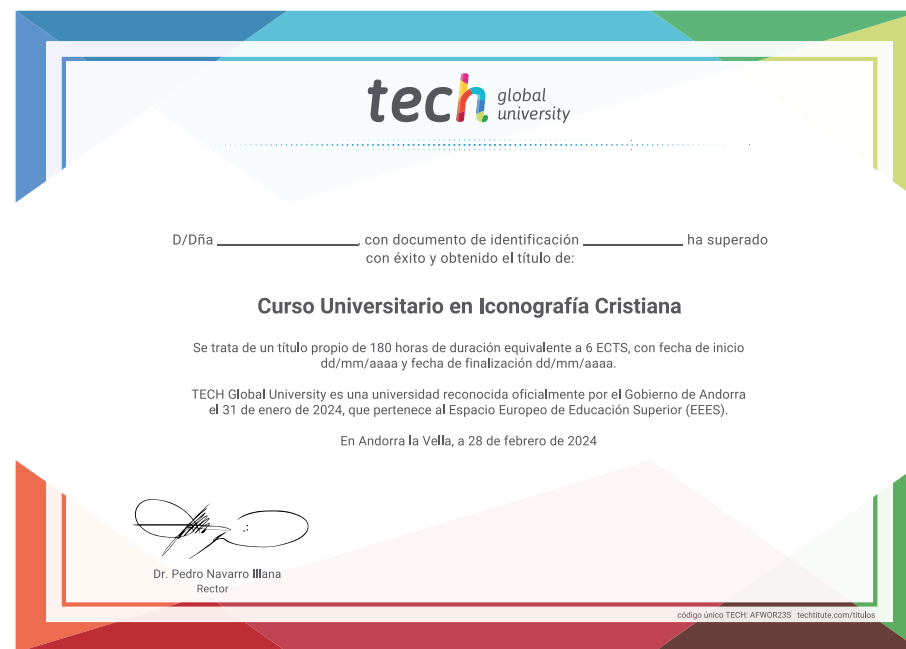 tech global university
D/Dña ____________, con documento de identificación ____________ ha superado
con éxito y obtenido el título de:
Curso Universitario en Iconografía Cristiana
Se trata de un título propio de 180 horas de duración equivalente a 6 ECTS, con fecha de inicio
dd/mm/aaaa y fecha de finalización dd/mm/aaaa.
TECH Global University es una universidad reconocida oficialmente por el Gobierno de Andorra
el 31 de enero de 2024, que pertenece al Espacio Europeo de Educación Superior (EEES).
En Andorra la Vella, a 28 de febrero de 2024
Dr. Pedro Navarro Illana
Rector
código único TECH: AFWOR23S techtitute.com/titulos